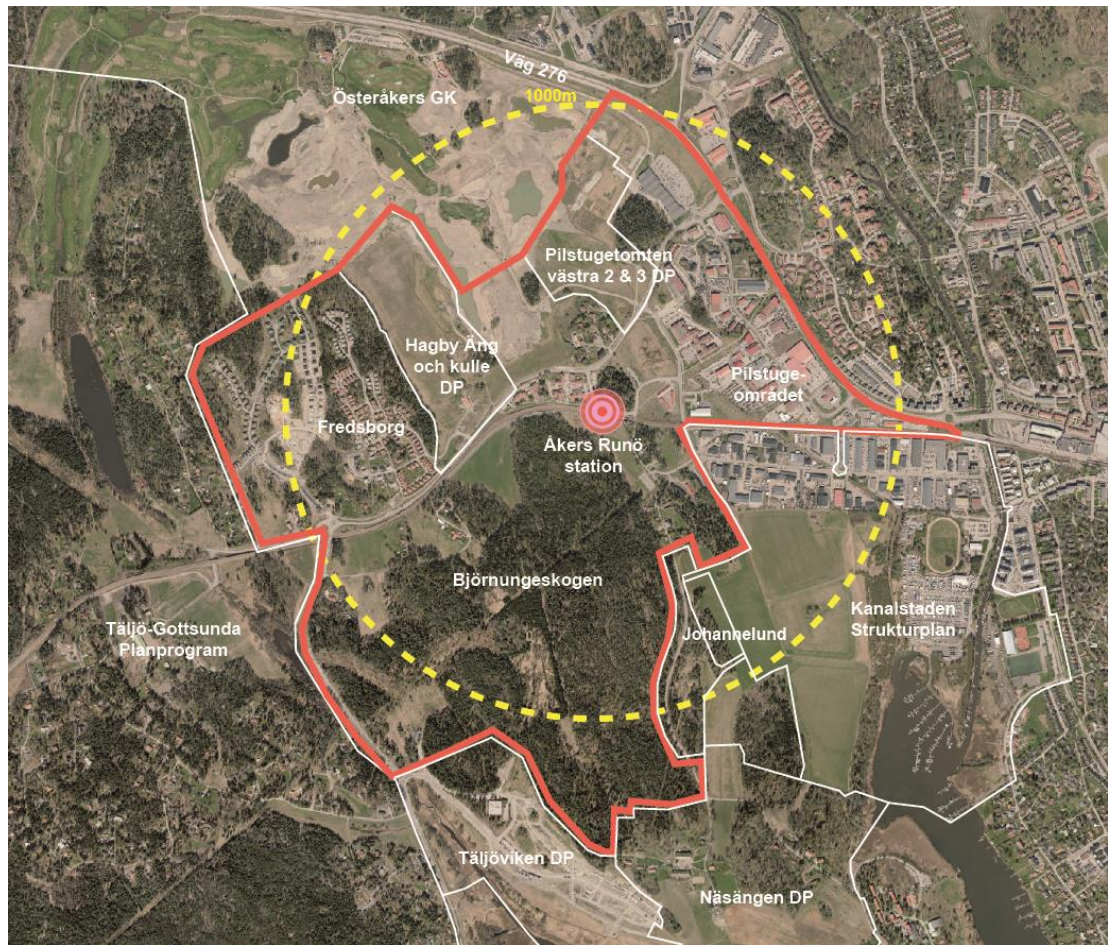 Väg 276
1000m
Österåkers GK
Pilstugetomten
västra 2 & 3 DP
Hagby Äng
och kulle
DP
Pilstuge-
området
Fredsborg
Åkers Runö
station
Björnungeskogen
Johannelund
Kanalstaden
Strukturplan
Täljö-Gottsunda
Planprogram
Täljöviken DP
Näsängen DP